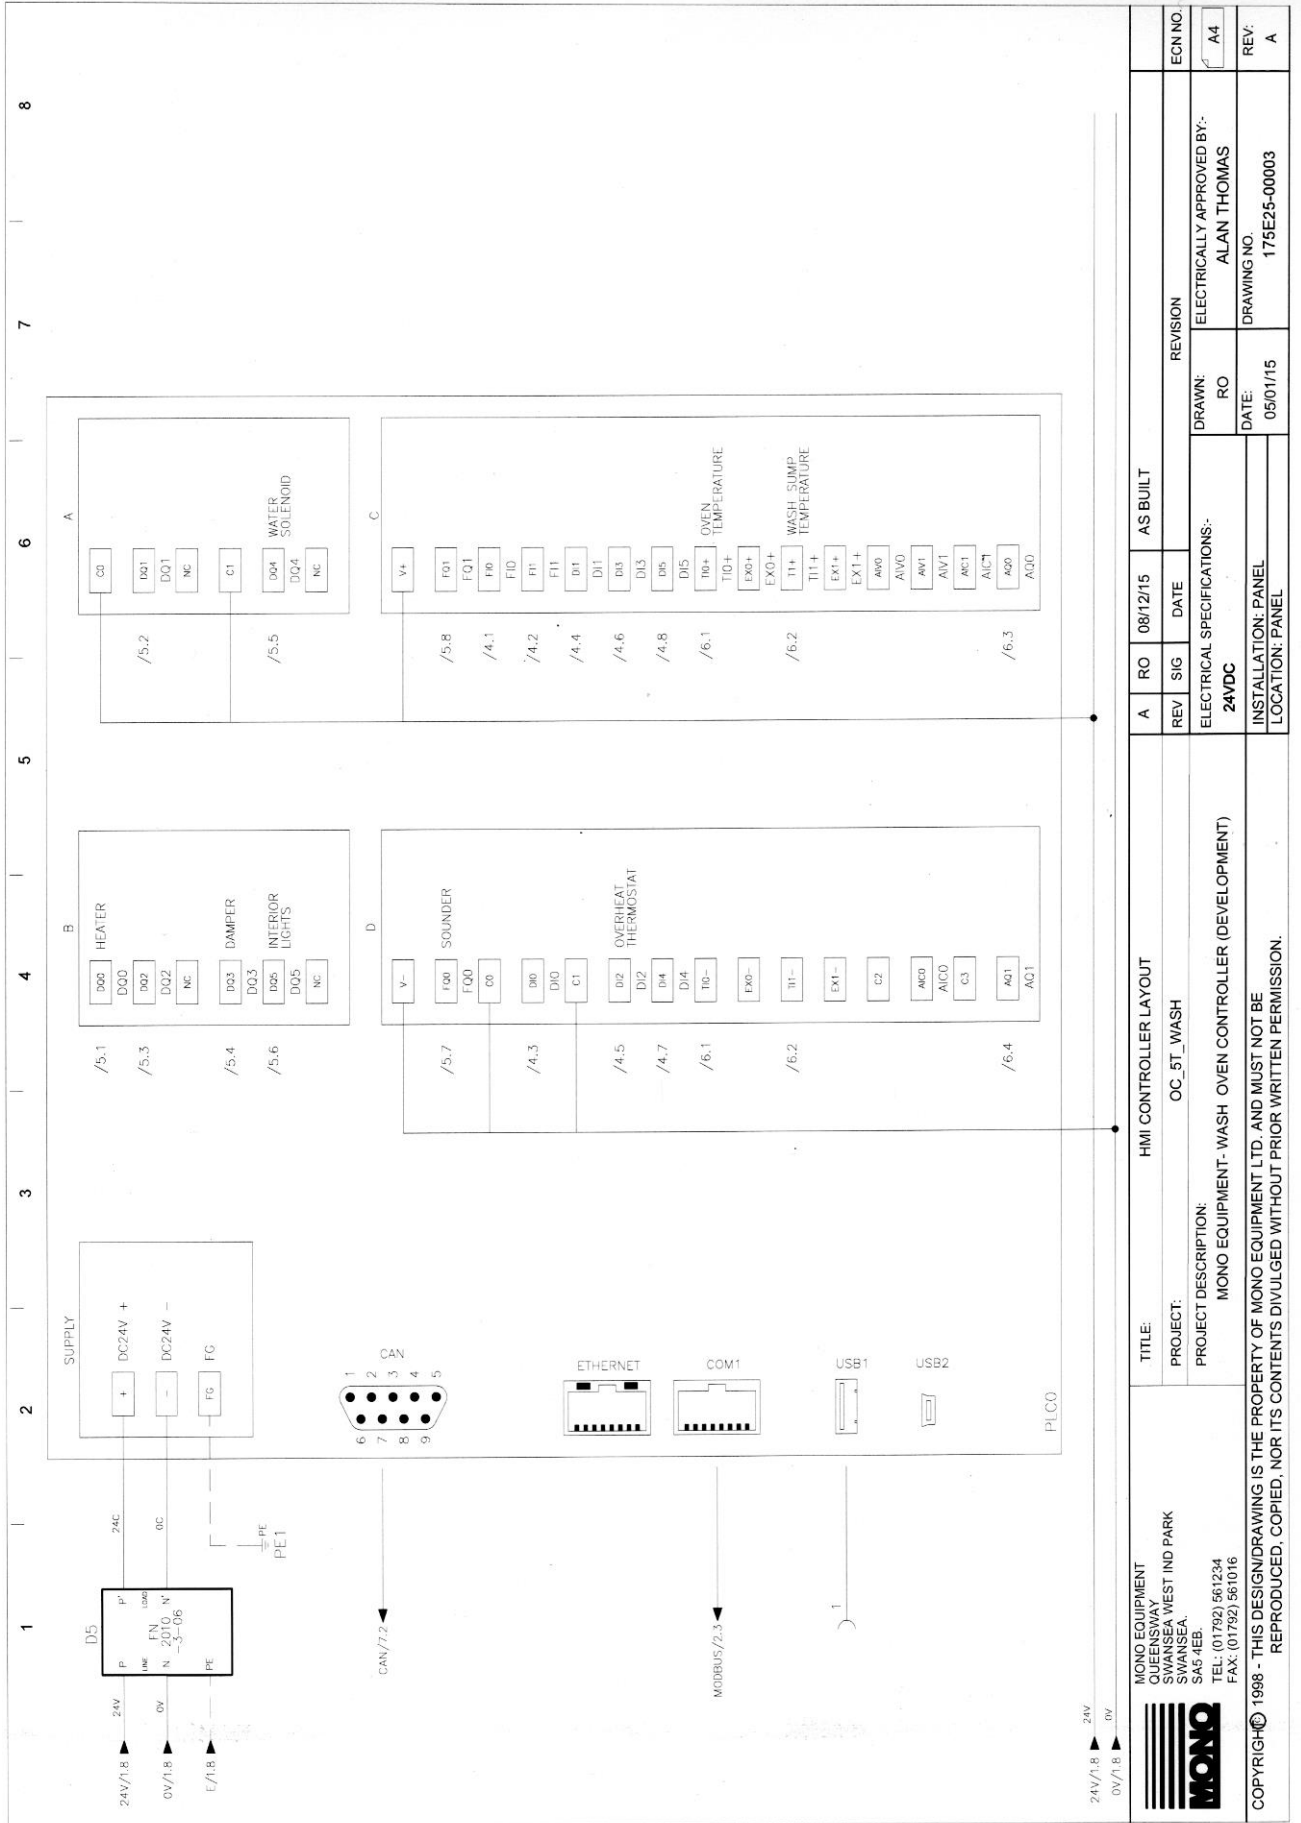 1
2
3
4
5
6
7
8
24V/1.8
24V
0V/1.8
0V
E/1.8
D5
P
P'
LINE
LOAD
FN
2010
-3-06
N
N'
PE
24C
0C
PE
PE1
SUPPLY
+
DC24V +
-
DC24V -
FG
FG
B
DQ0
HEATER
DQ0
DQ2
DQ2
NC
DQ3
DAMPER
DQ3
DQ5
INTERIOR
LIGHTS
DQ5
NC
/5.1
/5.3
/5.4
/5.6
A
C0
DQ1
DQ1
NC
C1
DQ4
WATER
SOLENOID
DQ4
NC
/5.2
/5.5
CAN/7.2
CAN
1
2
3
4
5
6
7
8
9
MODBUS/2.3
ETHERNET
COM1
1
USB1
USB2
PLC0
D
V-
FQ0
SOUNDER
FQ0
C0
DI0
DI0
C1
DI2
OVERHEAT
THERMOSTAT
DI2
DI4
DI4
TI0-
EX0-
TI1-
EX1-
C2
AIC0
AIC0
C3
AQ1
AQ1
/5.7
/4.3
/4.5
/4.7
/6.1
/6.2
/6.4
C
V+
FQ1
FQ1
FI0
FI0
FI1
FI1
DI1
DI1
DI3
DI3
DI5
DI5
TI0+
OVEN
TEMPERATURE
TI0+
EX0+
EX0+
TI1+
WASH SUMP
TEMPERATURE
TI1+
EX1+
EX1+
AIV0
AIV0
AIV1
AIV1
AIC1
AIC1
AQ0
AQ0
/5.8
/4.1
/4.2
/4.4
/4.6
/4.8
/6.1
/6.2
/6.3
24V/1.8
24V
0V/1.8
0V
MONO
MONO EQUIPMENT
QUEENSWAY
SWANSEA WEST IND PARK
SWANSEA.
SA5 4EB.
TEL: (01792) 561234
FAX: (01792) 561016
TITLE: HMI CONTROLLER LAYOUT
PROJECT: OC_5T_WASH
PROJECT DESCRIPTION:
MONO EQUIPMENT- WASH OVEN CONTROLLER (DEVELOPMENT)
A RO 08/12/15 AS BUILT
REV SIG DATE REVISION ECN NO.
ELECTRICAL SPECIFICATIONS:-
24VDC
DRAWN:
RO
ELECTRICALLY APPROVED BY:-
ALAN THOMAS
A4
INSTALLATION: PANEL
LOCATION: PANEL
DATE:
05/01/15
DRAWING NO.
175E25-00003
REV:
A
COPYRIGHT © 1998 - THIS DESIGN/DRAWING IS THE PROPERTY OF MONO EQUIPMENT LTD. AND MUST NOT BE
REPRODUCED, COPIED, NOR ITS CONTENTS DIVULGED WITHOUT PRIOR WRITTEN PERMISSION.